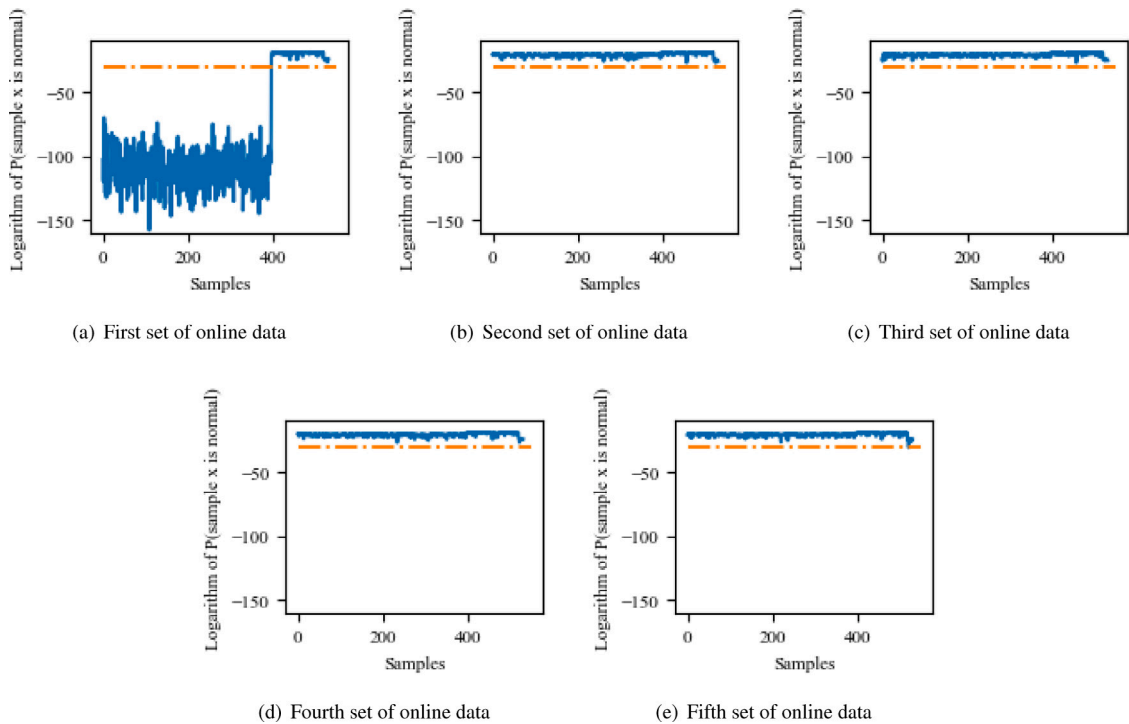 Logarithm of P(sample x is normal)
−50
−100
−150
0
200
400
Samples
(a) First set of online data
Logarithm of P(sample x is normal)
−50
−100
−150
0
200
400
Samples
(b) Second set of online data
Logarithm of P(sample x is normal)
−50
−100
−150
0
200
400
Samples
(c) Third set of online data
Logarithm of P(sample x is normal)
−50
−100
−150
0
200
400
Samples
(d) Fourth set of online data
Logarithm of P(sample x is normal)
−50
−100
−150
0
200
400
Samples
(e) Fifth set of online data